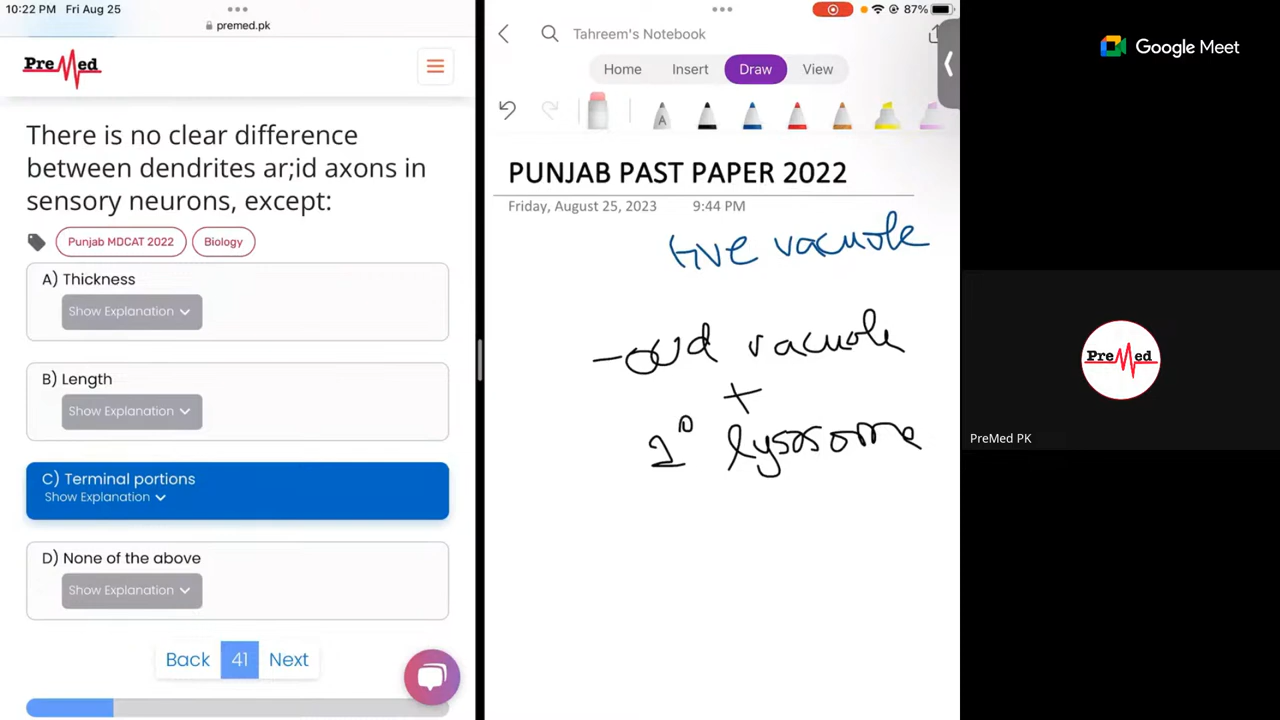 10:22 PM Fri Aug 25
premed.pk
PreMed
There is no clear difference
between dendrites ar;id axons in
sensory neurons, except:
Punjab MDCAT 2022
Biology
A) Thickness
Show Explanation
B) Length
Show Explanation
C) Terminal portions
Show Explanation
D) None of the above
Show Explanation
Back 41 Next
87%
Tahreem's Notebook
Home Insert Draw View
A
PUNJAB PAST PAPER 2022
Friday, August 25, 2023 9:44 PM
tive vacuole
vacuole
+
lysosome
Google Meet
PreMed
PreMed PK